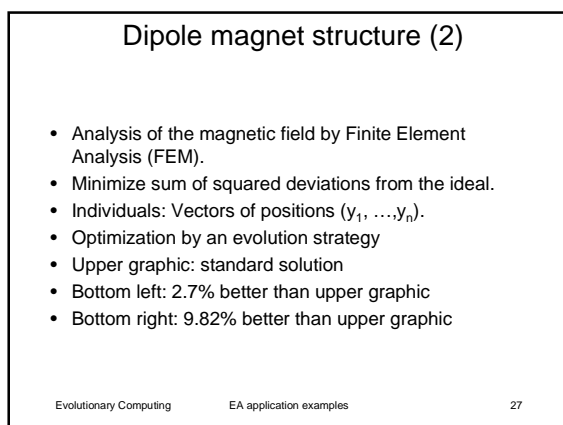 Dipole magnet structure (2)
• Analysis of the magnetic field by Finite Element
Analysis (FEM).
• Minimize sum of squared deviations from the ideal.
• Individuals: Vectors of positions (y₁, …,yₙ).
• Optimization by an evolution strategy
• Upper graphic: standard solution
• Bottom left: 2.7% better than upper graphic
• Bottom right: 9.82% better than upper graphic
Evolutionary Computing EA application examples 27